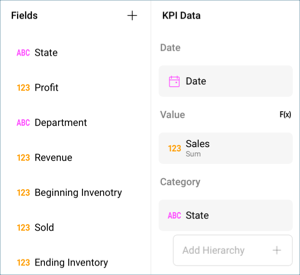 Fields +
ABC State
123 Profit
ABC Department
123 Revenue
123 Beginning Invenotry
123 Sold
123 Ending Inventory
KPI Data
Date
Date
Value F(x)
123 Sales
Sum
Category
ABC State
Add Hierarchy +